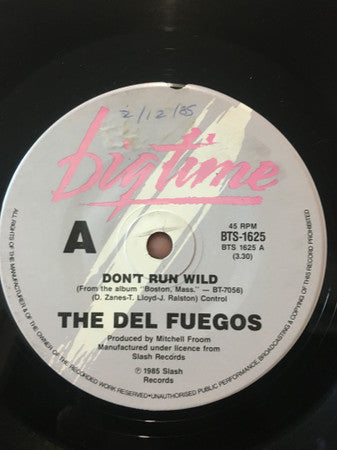 2/12/85
bigtime
A
45 RPM
BTS-1625
BTS 1625 A
(3.30)
DON'T RUN WILD
(From the album "Boston, Mass." — BT-7056)
(D. Zanes-T. Lloyd-J. Ralston) Control
THE DEL FUEGOS
Produced by Mitchell Froom
Manufactured under licence from
Slash Records
℗ 1985 Slash
Records
ALL RIGHTS OF THE MANUFACTURER & OF THE OWNER OF THE RECORDED WORK RESERVED — UNAUTHORISED PUBLIC PERFORMANCE, BROADCASTING & COPYING OF THIS RECORD PROHIBITED